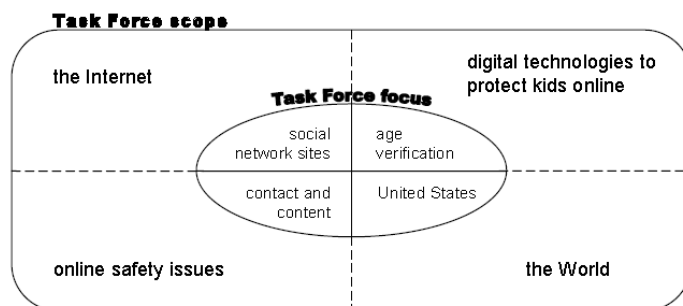 Task Force scope
the Internet
digital technologies to
protect kids online
Task Force focus
social
network sites
age
verification
contact and
content
United States
online safety issues
the World